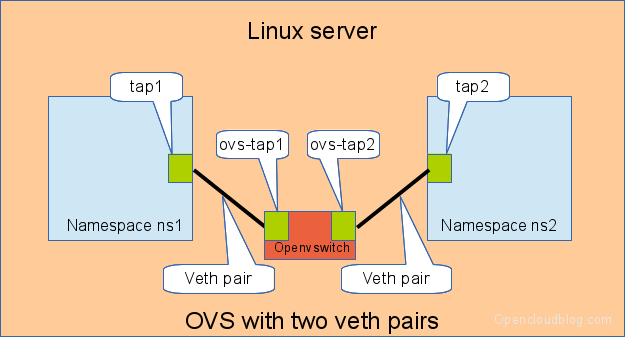 Linux server
tap1
tap2
ovs-tap1
ovs-tap2
Namespace ns1
Namespace ns2
Openvswitch
Veth pair
Veth pair
OVS with two veth pairs
Opencloudblog.com